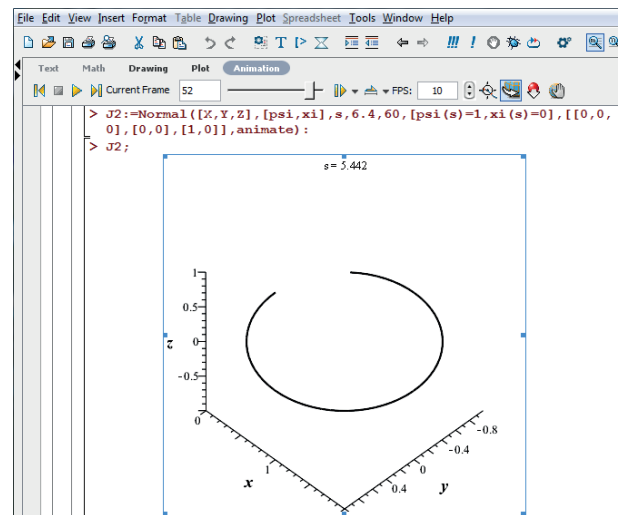 File Edit View Insert Format Table Drawing Plot Spreadsheet Tools Window Help
Text Math Drawing Plot Animation
Current Frame 52 FPS: 10
> J2:=Normal([X,Y,Z],[psi,xi],s,6.4,60,[psi(s)=1,xi(s)=0],[[0,0,
0],[0,0],[1,0]],animate):
> J2;
s = 5.442
1
0.5
z 0
-0.5
0 -0.8
-0.4
1 0
x 0.4 y